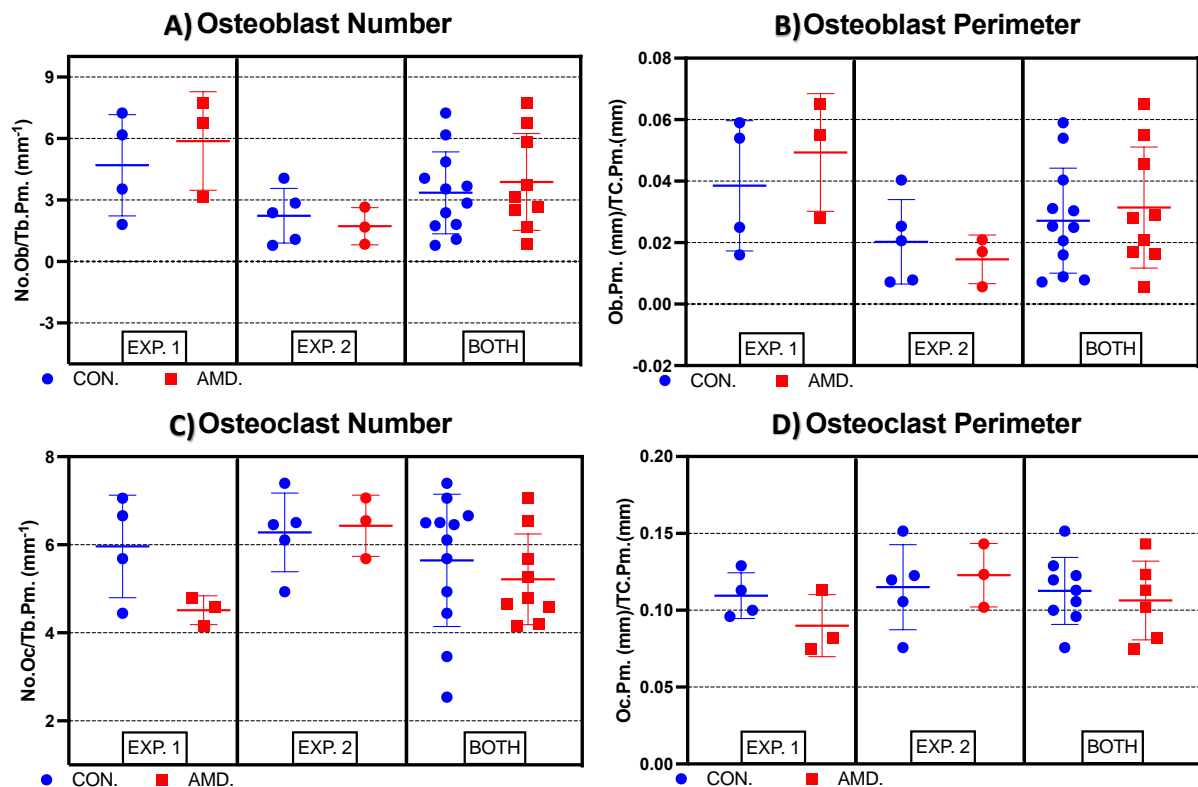 A) Osteoblast Number
No.Ob/Tb.Pm. (mm⁻¹)
9
6
3
0
-3
EXP. 1 EXP. 2 BOTH
CON. AMD.
B) Osteoblast Perimeter
Ob.Pm. (mm)/TC.Pm.(mm)
0.08
0.06
0.04
0.02
0.00
-0.02
EXP. 1 EXP. 2 BOTH
CON. AMD.
C) Osteoclast Number
No.Oc/Tb.Pm. (mm⁻¹)
8
6
4
2
EXP. 1 EXP. 2 BOTH
CON. AMD.
D) Osteoclast Perimeter
Oc.Pm. (mm)/TC.Pm.(mm)
0.20
0.15
0.10
0.05
0.00
EXP. 1 EXP. 2 BOTH
CON. AMD.